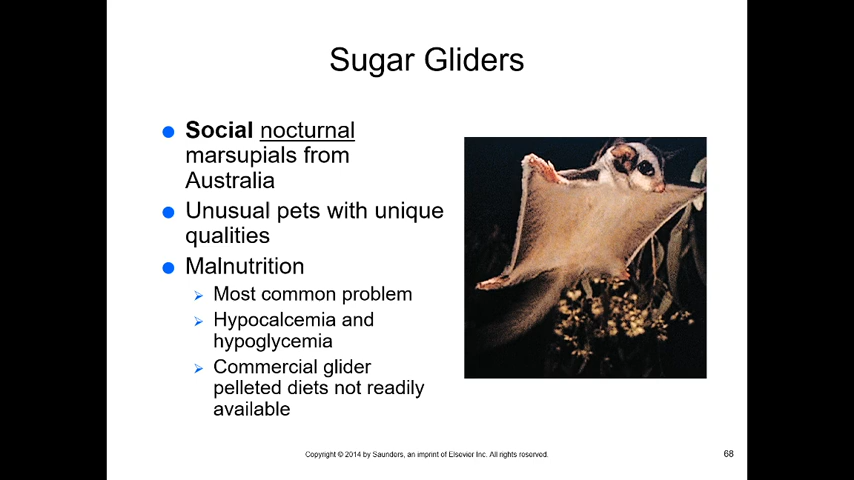 Sugar Gliders
Social nocturnal
marsupials from
Australia
Unusual pets with unique
qualities
Malnutrition
Most common problem
Hypocalcemia and
hypoglycemia
Commercial glider
pelleted diets not readily
available
Copyright © 2014 by Saunders, an imprint of Elsevier Inc. All rights reserved.
68